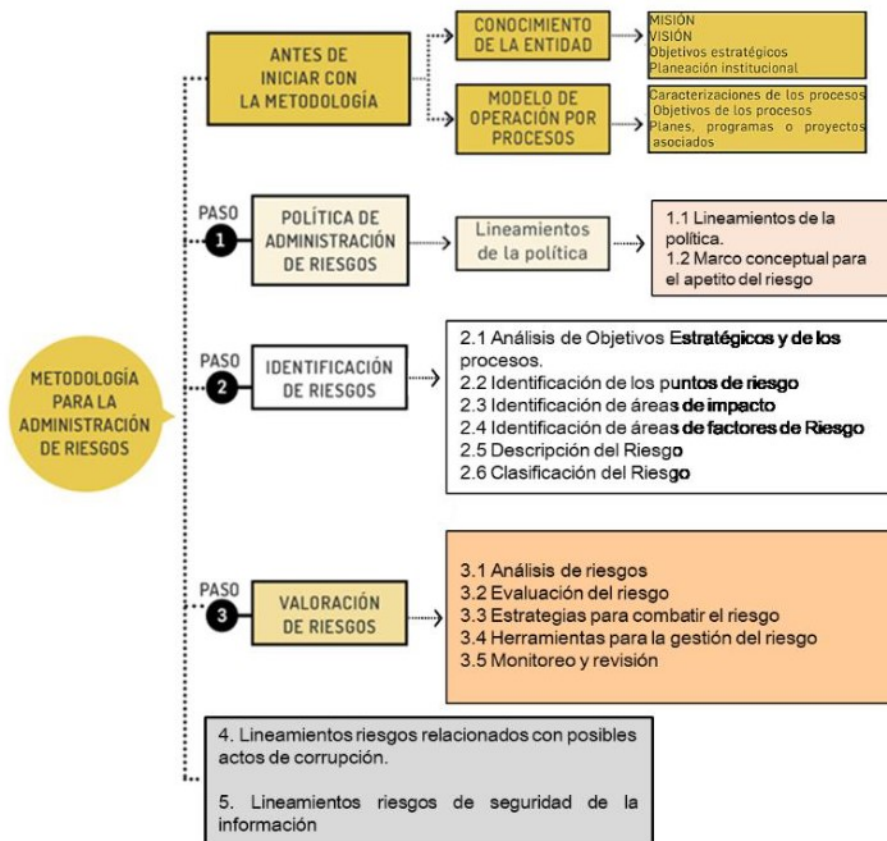 ANTES DE
INICIAR CON
LA METODOLOGÍA
CONOCIMIENTO
DE LA ENTIDAD
MISIÓN
VISIÓN
Objetivos estratégicos
Planeación institucional
MODELO DE
OPERACIÓN POR
PROCESOS
Caracterizaciones de los procesos
Objetivos de los procesos
Planes, programas o proyectos
asociados
PASO
1
POLÍTICA DE
ADMINISTRACIÓN
DE RIESGOS
Lineamientos
de la política
1.1 Lineamientos de la
política.
1.2 Marco conceptual para
el apetito del riesgo
METODOLOGÍA
PARA LA
ADMINISTRACIÓN
DE RIESGOS
PASO
2
IDENTIFICACIÓN
DE RIESGOS
2.1 Análisis de Objetivos Estratégicos y de los
procesos.
2.2 Identificación de los puntos de riesgo
2.3 Identificación de áreas de impacto
2.4 Identificación de áreas de factores de Riesgo
2.5 Descripción del Riesgo
2.6 Clasificación del Riesgo
PASO
3
VALORACIÓN
DE RIESGOS
3.1 Análisis de riesgos
3.2 Evaluación del riesgo
3.3 Estrategias para combatir el riesgo
3.4 Herramientas para la gestión del riesgo
3.5 Monitoreo y revisión
4. Lineamientos riesgos relacionados con posibles
actos de corrupción.
5. Lineamientos riesgos de seguridad de la
información